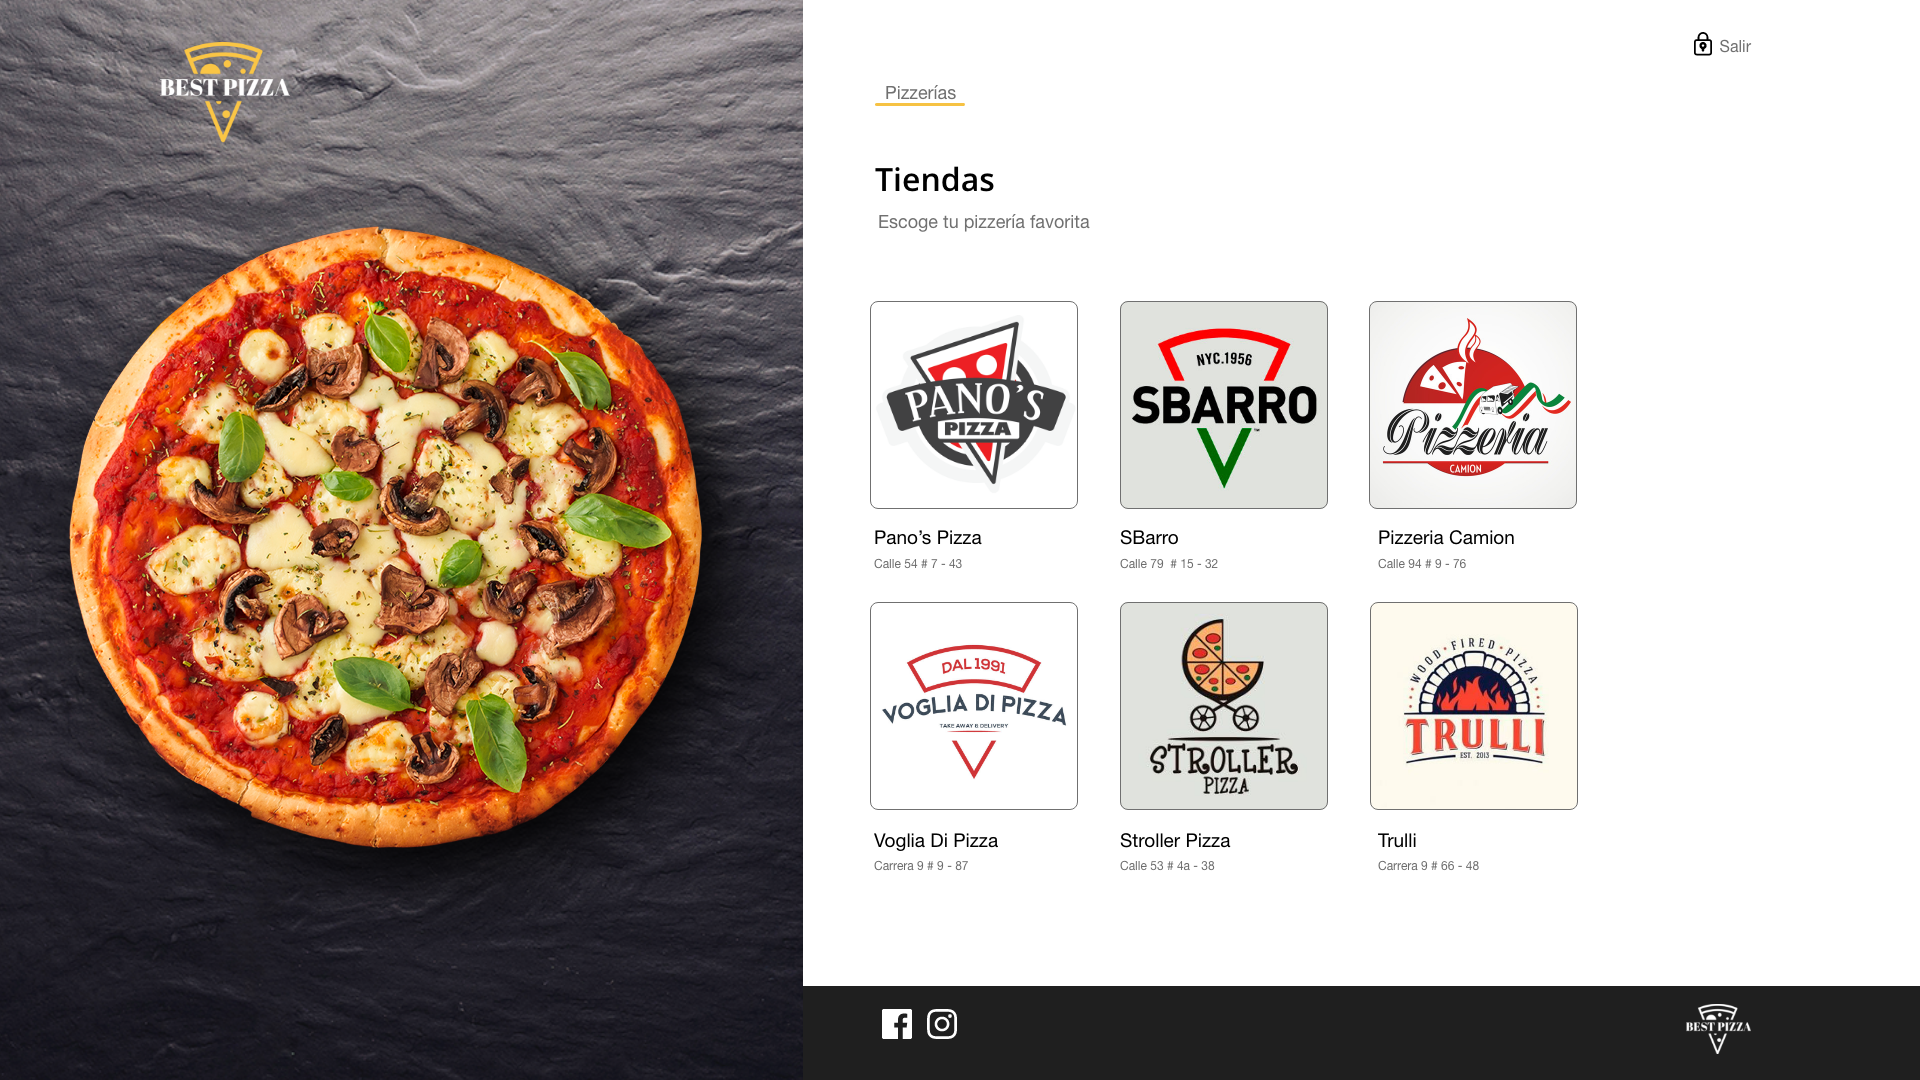 BEST PIZZA
Salir
Pizzerías
Tiendas
Escoge tu pizzería favorita
PANO'S
PIZZA
NYC.1956
SBARRO
Pizzeria
CAMION
Pano’s Pizza
Calle 54 # 7 - 43
SBarro
Calle 79 # 15 - 32
Pizzeria Camion
Calle 94 # 9 - 76
DAL 1991
VOGLIA DI PIZZA
TAKE AWAY & DELIVERY
STROLLER
PIZZA
WOOD·FIRED·PIZZA
TRULLI
EST. 2013
Voglia Di Pizza
Carrera 9 # 9 - 87
Stroller Pizza
Calle 53 # 4a - 38
Trulli
Carrera 9 # 66 - 48
BEST PIZZA